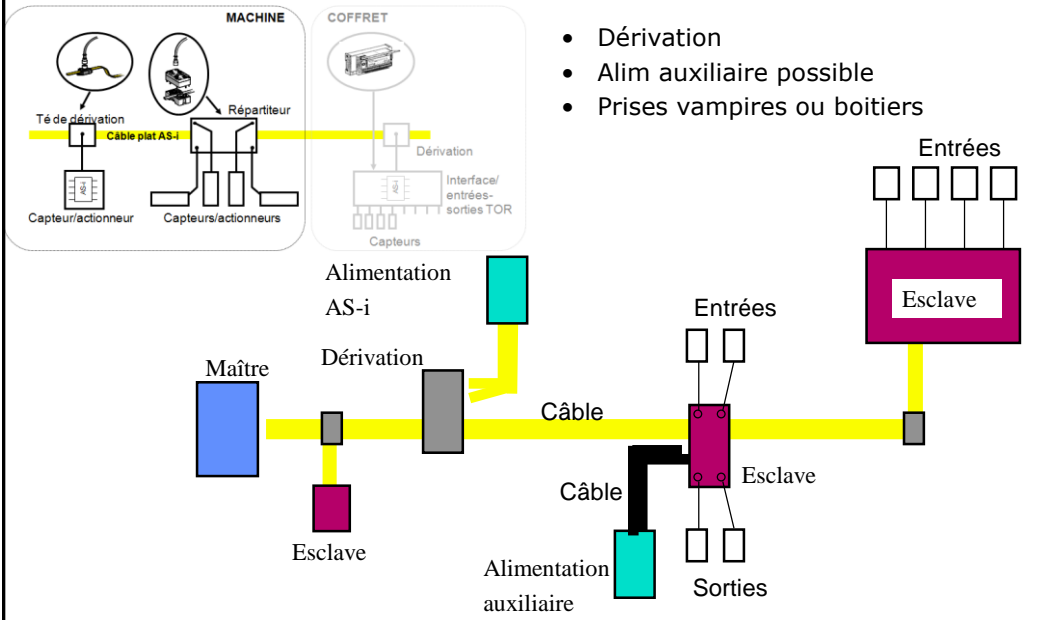 MACHINE
COFFRET
Té de dérivation
Câble plat AS-i
Répartiteur
AS-i
Capteur/actionneur
Capteurs/actionneurs
Dérivation
AS-i
Interface/
entrées-
sorties TOR
Capteurs
• Dérivation
• Alim auxiliaire possible
• Prises vampires ou boitiers
Entrées
Esclave
Alimentation
AS-i
Entrées
Dérivation
Maître
Câble
Esclave
Câble
Esclave
Alimentation
auxiliaire
Sorties